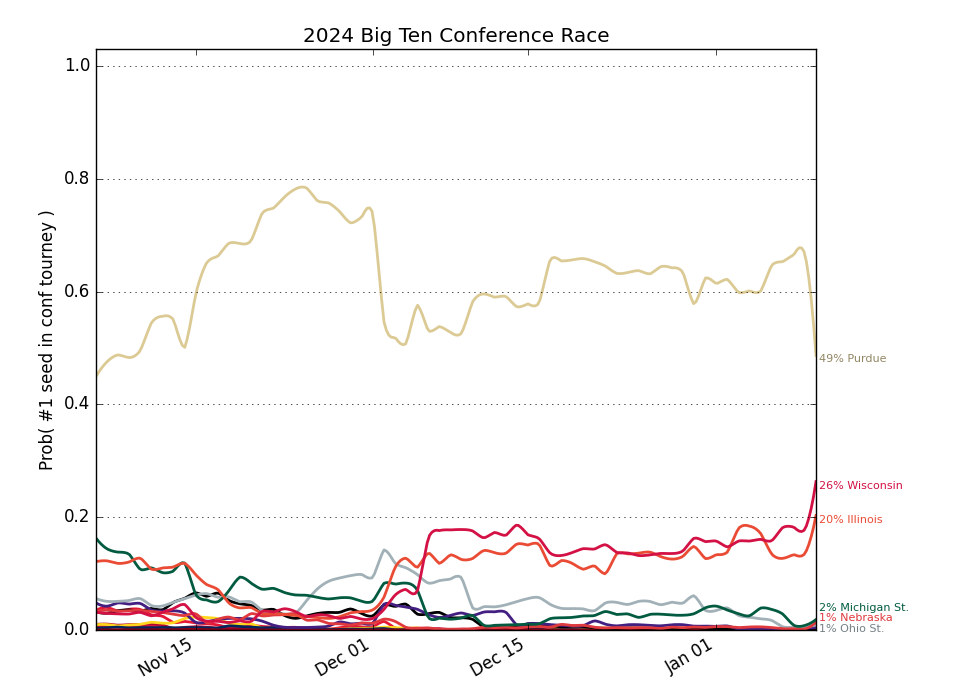 2024 Big Ten Conference Race
Prob( #1 seed in conf tourney )
1.0
0.8
0.6
0.4
0.2
0.0
49% Purdue
26% Wisconsin
20% Illinois
2% Michigan St.
1% Nebraska
1% Ohio St.
Nov 15
Dec 01
Dec 15
Jan 01